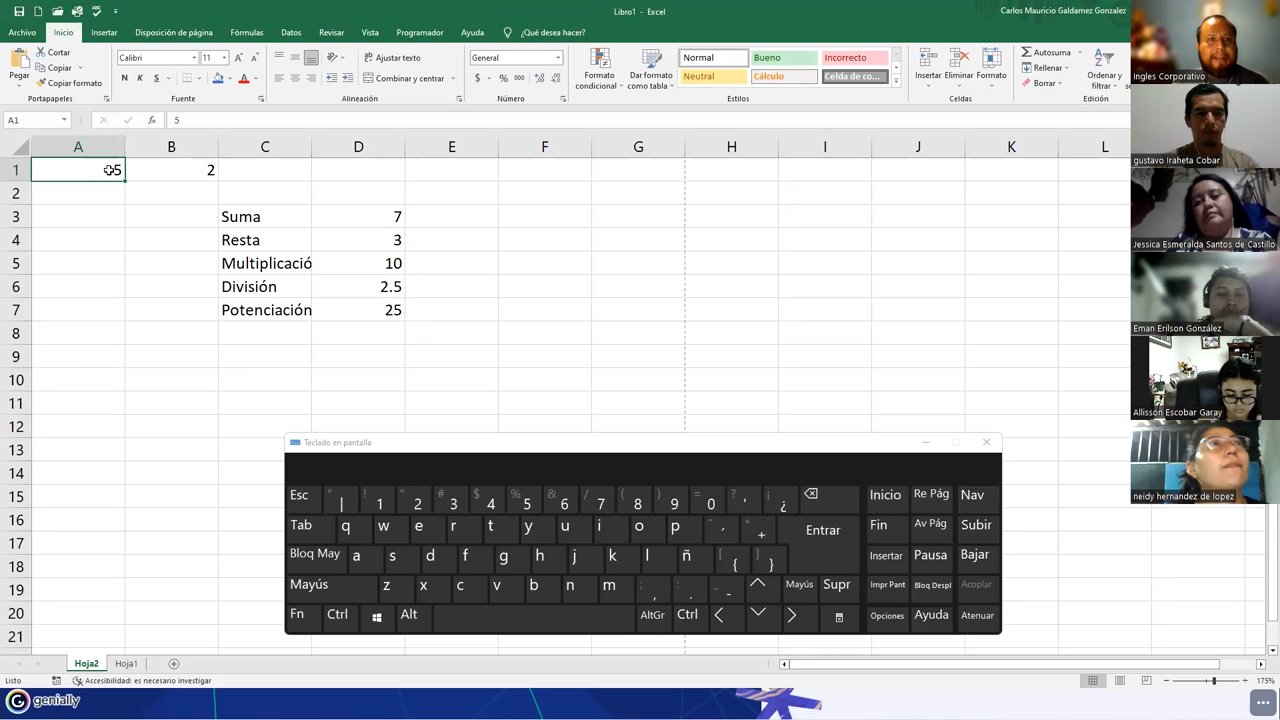 Libro1 - Excel
Carlos Mauricio Galdamez Gonzalez
Archivo Inicio Insertar Disposición de página Fórmulas Datos Revisar Vista Programador Ayuda ¿Qué desea hacer?
Pegar
Cortar
Copiar
Copiar formato
Portapapeles
Calibri 11
N K S
Fuente
Ajustar texto
Combinar y centrar
Alineación
General
$ % 000
Número
Formato condicional
Dar formato como tabla
Normal Bueno Incorrecto
Neutral Cálculo Celda de co...
Estilos
Insertar Eliminar Formato
Celdas
Autosuma
Rellenar
Borrar
Ordenar y filtrar
Edición
A1 fx 5
A B C D E F G H I J K L
1 5 2
2
3 Suma 7
4 Resta 3
5 Multiplicació 10
6 División 2.5
7 Potenciación 25
8
9
10
11
12
13
14
15
16
17
18
19
20
21
Teclado en pantalla
Esc ° | ! 1 " 2 # 3 $ 4 % 5 & 6 / 7 ( 8 ) 9 = 0 ? ' ¡ ¿ Inicio Re Pág Nav
Tab q w e r t y u i o p ¨ ´ * + Entrar Fin Av Pág Subir
Bloq May a s d f g h j k l ñ [ { ] } Insertar Pausa Bajar
Mayús z x c v b n m ; , : . _ - Mayús Supr Impr Pant Bloq Despl Acoplar
Fn Ctrl Alt AltGr Ctrl Opciones Ayuda Atenuar
Hoja2 Hoja1
Listo Accesibilidad: es necesario investigar 175%
genially
Ingles Corporativo
gustavo Iraheta Cobar
Jessica Esmeralda Santos de Castillo
Eman Erilson González
Allisson Escobar Garay
neidy hernandez de lopez